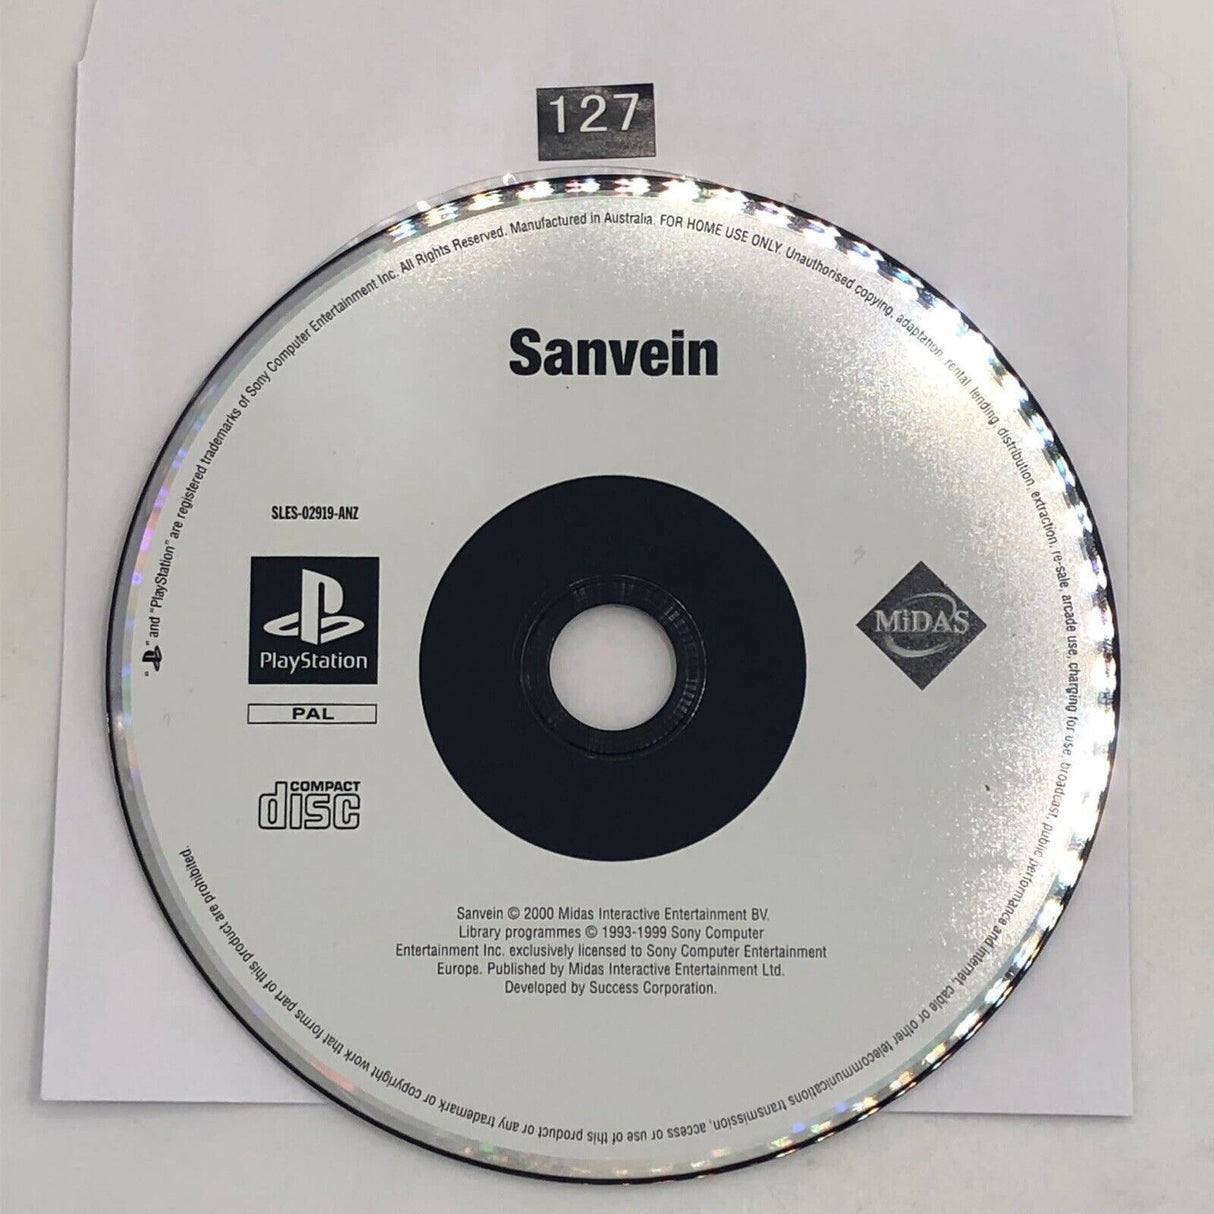 127
" " and "PlayStation" are registered trademarks of Sony Computer Entertainment Inc. All Rights Reserved. Manufactured in Australia. FOR HOME USE ONLY. Unauthorised copying, adaptation, rental, lending, distribution, extraction, re-sale, arcade use, charging for use, broadcast, public performance and internet, cable or other telecommunications transmission, access or use of this product or any trademark or copyright work that forms part of this product are prohibited.
Sanvein
SLES-02919-ANZ
PlayStation
PAL
MiDAS
COMPACT
disc
Sanvein © 2000 Midas Interactive Entertainment BV.
Library programmes © 1993-1999 Sony Computer
Entertainment Inc. exclusively licensed to Sony Computer Entertainment
Europe. Published by Midas Interactive Entertainment Ltd.
Developed by Success Corporation.